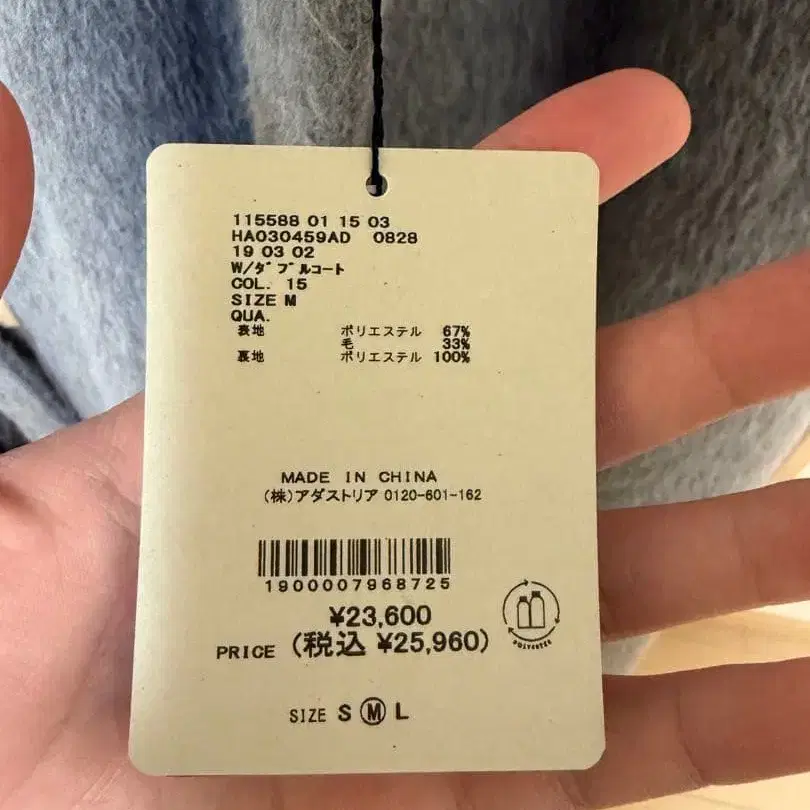 115588 01 15 03
HA030459AD 0828
19 03 02
W/ダブルコート
COL. 15
SIZE M
QUA.
表地 ポリエステル 67%
毛 33%
裏地 ポリエステル 100%
MADE IN CHINA
(株)アダストリア 0120-601-162
1900007968725
¥23,600
PRICE (税込 ¥25,960)
POLYESTER
SIZE S M L